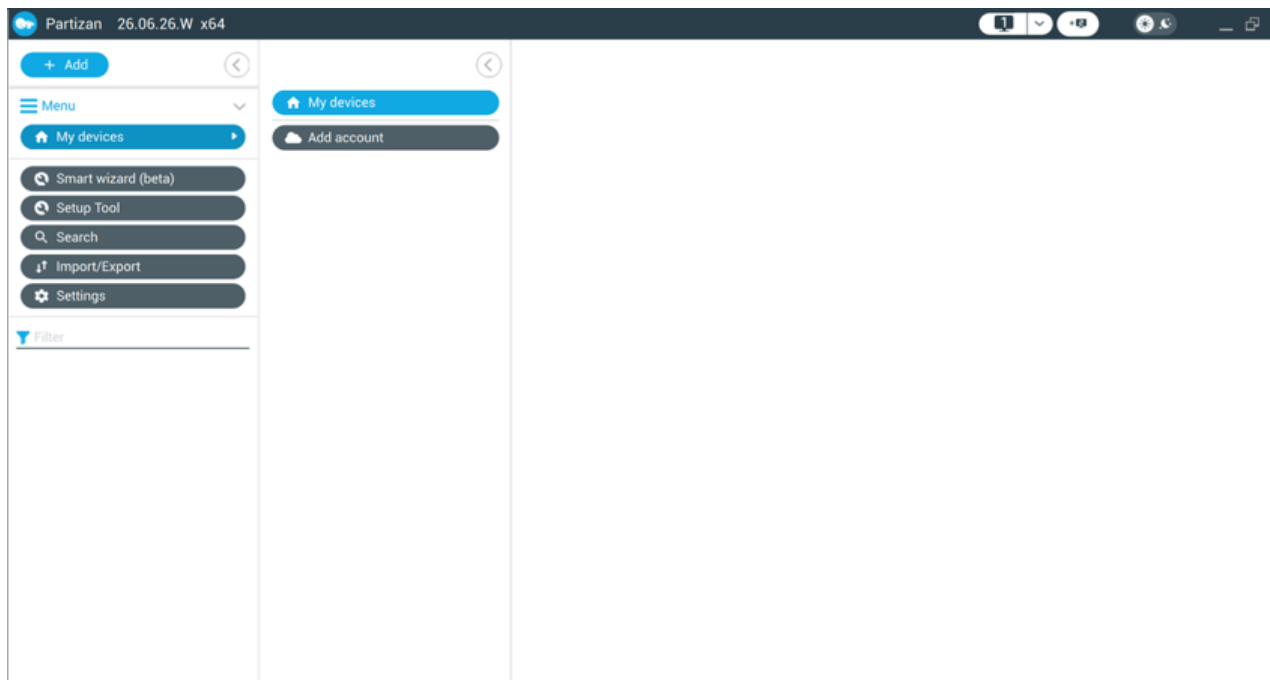 Partizan 26.06.26.W x64
1
+ Add
Menu
My devices
Smart wizard (beta)
Setup Tool
Search
Import/Export
Settings
Filter
My devices
Add account